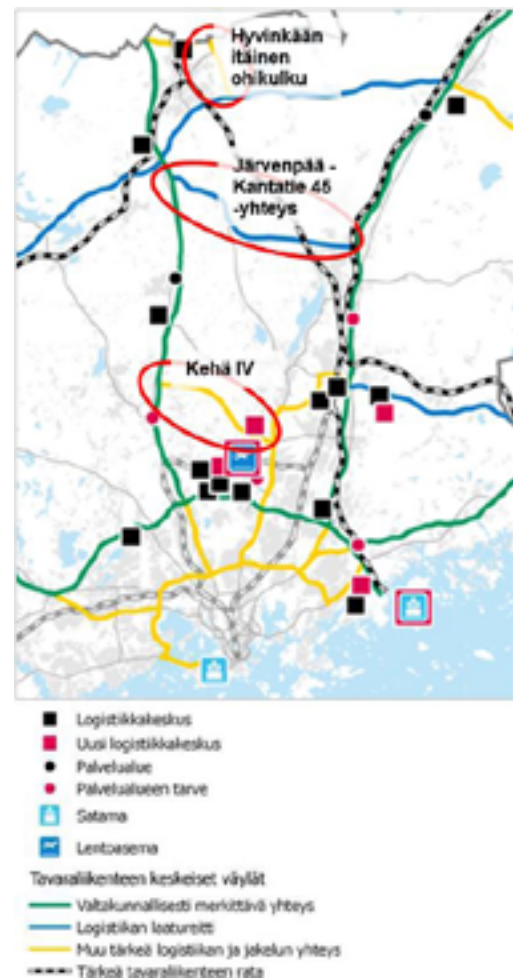 Hyvinkään
itäinen
ohikulku
Järvenpää -
Kantatie 45
-yhteys
Kehä IV
Logistiikkakeskus
Uusi logistiikkakeskus
Palvelualue
Palvelualueen tarve
Satama
Lentoasema
Tavaraliikenteen keskeiset väylät
Valtakunnallisesti merkittävä yhteys
Logistiikan laatureitti
Muu tärkeä logistiikan ja jakelun yhteys
Tärkeä tavaraliikenteen rata